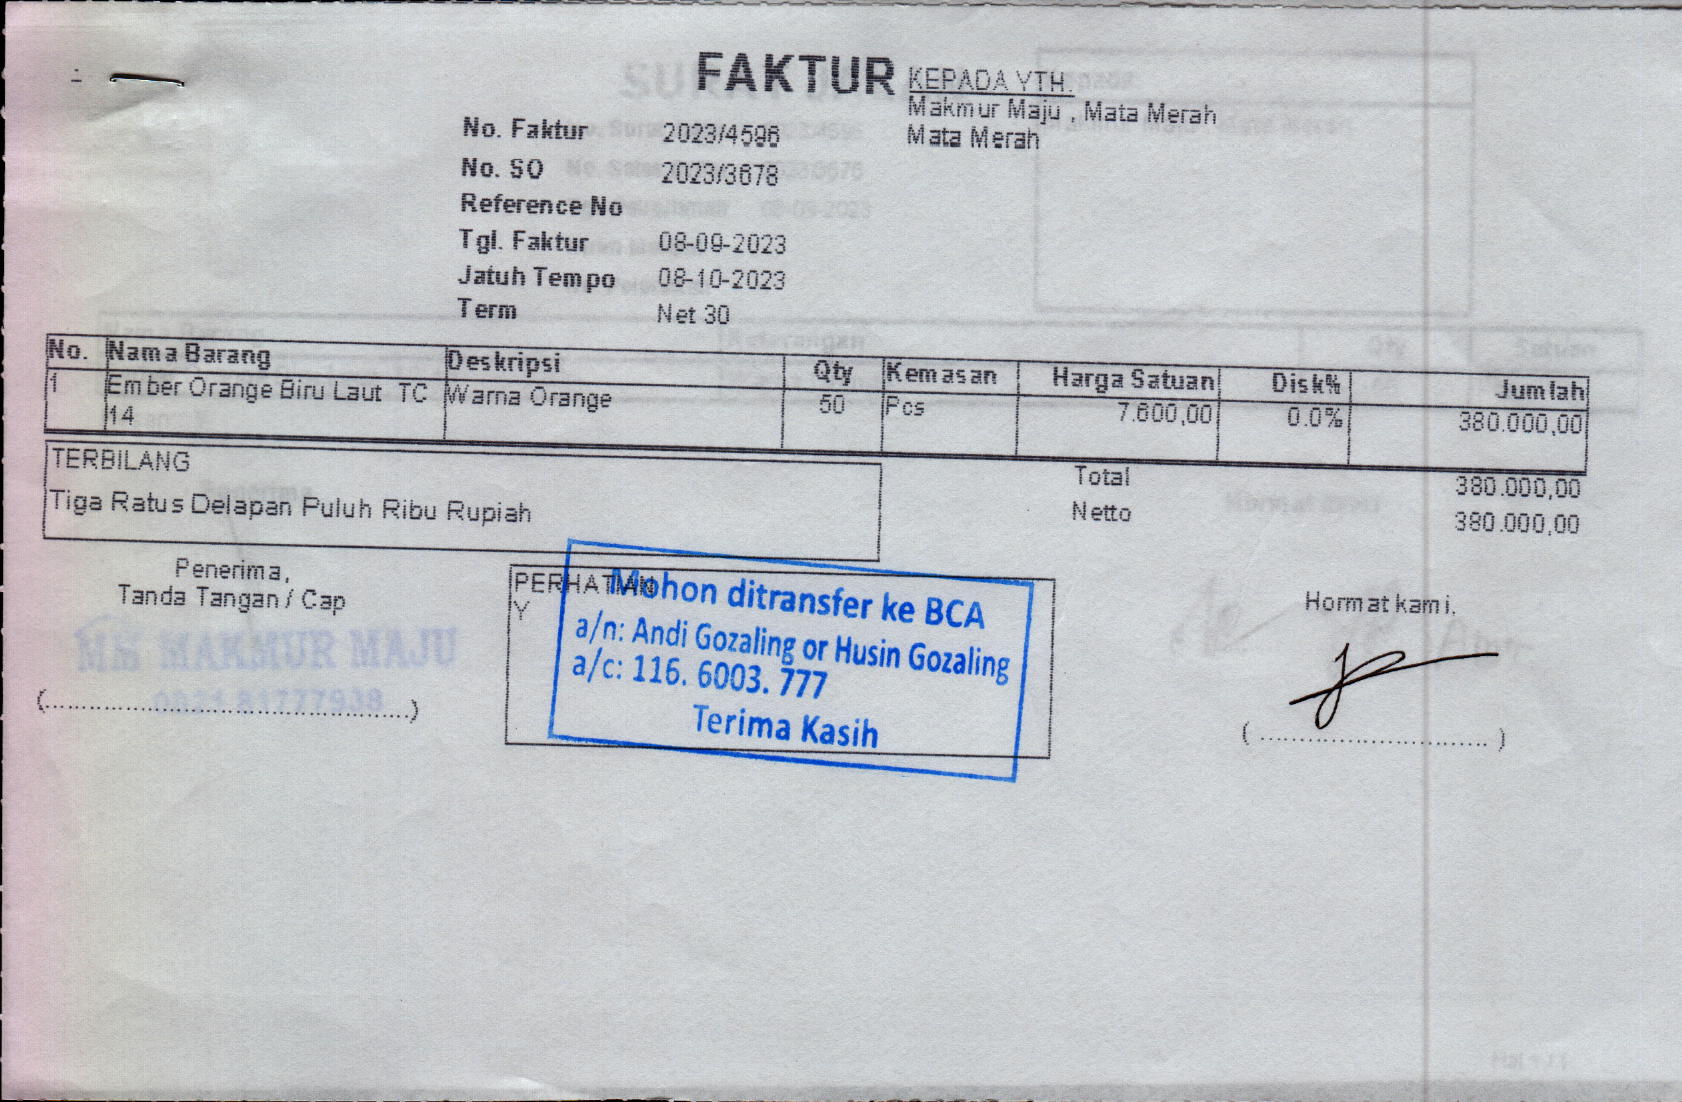 FAKTUR
KEPADA YTH.
Makmur Maju , Mata Merah
Mata Merah
No. Faktur 2023/4596
No. SO 2023/3678
Reference No
Tgl. Faktur 08-09-2023
Jatuh Tempo 08-10-2023
Term Net 30
No. Nama Barang Deskripsi Qty Kemasan Harga Satuan Disk% Jumlah
1 Ember Orange Biru Laut TC Warna Orange 50 Pcs 7.600,00 0.0% 380.000,00
14
TERBILANG
Tiga Ratus Delapan Puluh Ribu Rupiah
Total 380.000,00
Netto 380.000,00
Penerima,
Tanda Tangan / Cap
MM MAKMUR MAJU
(........................................)
PERHATIAN
Y
Mohon ditransfer ke BCA
a/n: Andi Gozaling or Husin Gozaling
a/c: 116. 6003. 777
Terima Kasih
Hormat kami,
( ............................ )